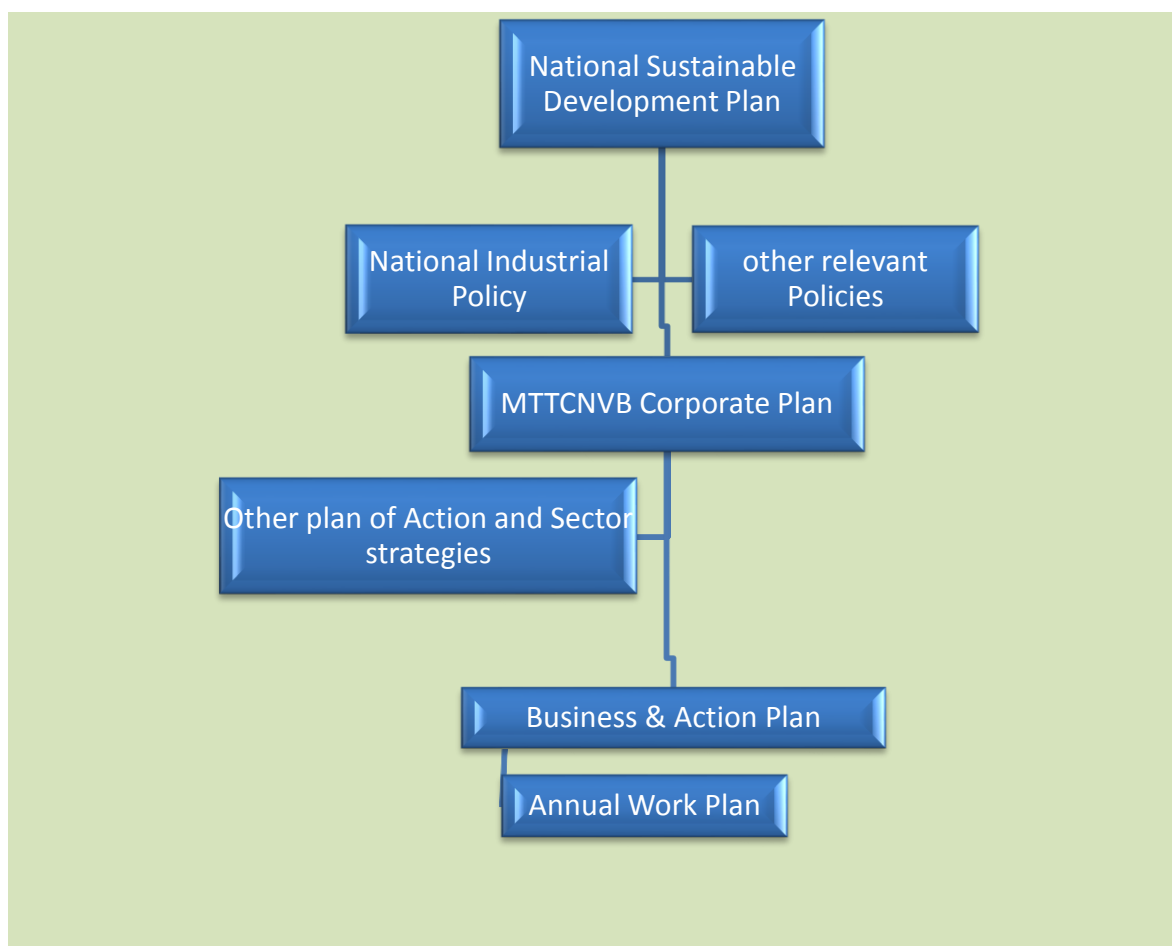 National Sustainable
Development Plan
National Industrial
Policy
other relevant
Policies
MTTCNVB Corporate Plan
Other plan of Action and Sector
strategies
Business & Action Plan
Annual Work Plan